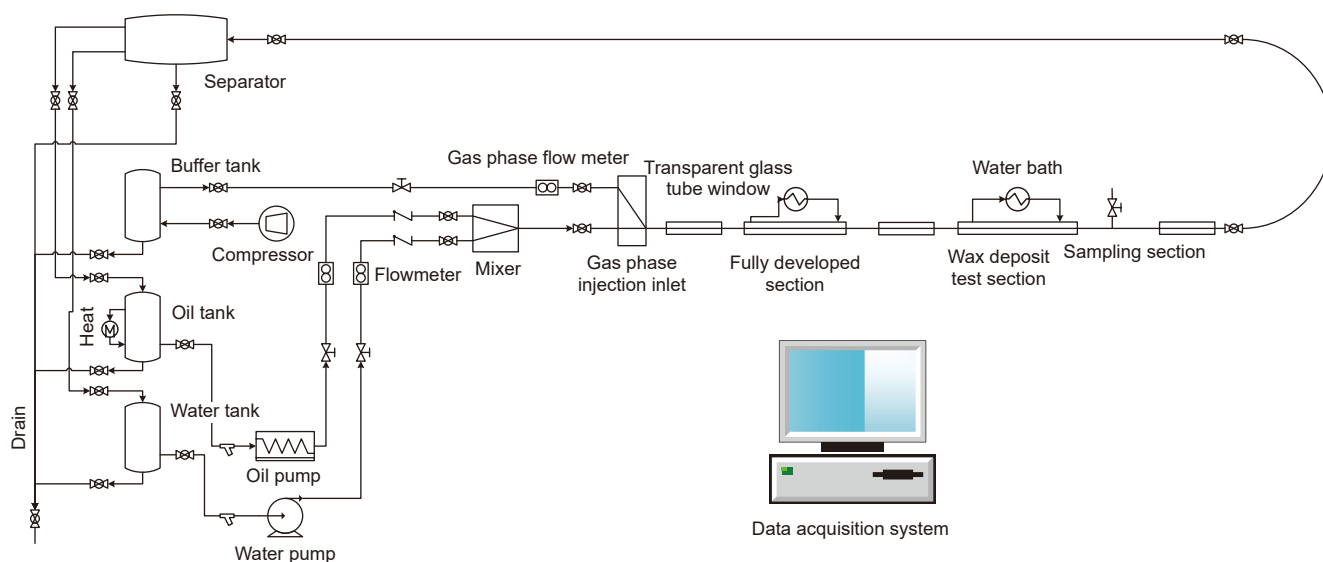 Separator
Buffer tank
Gas phase flow meter
Transparent glass
tube window
Water bath
Compressor
Flowmeter
Mixer
Gas phase
injection inlet
Fully developed
section
Wax deposit
test section
Sampling section
Heat
M
Oil tank
Water tank
Drain
Oil pump
Water pump
Data acquisition system